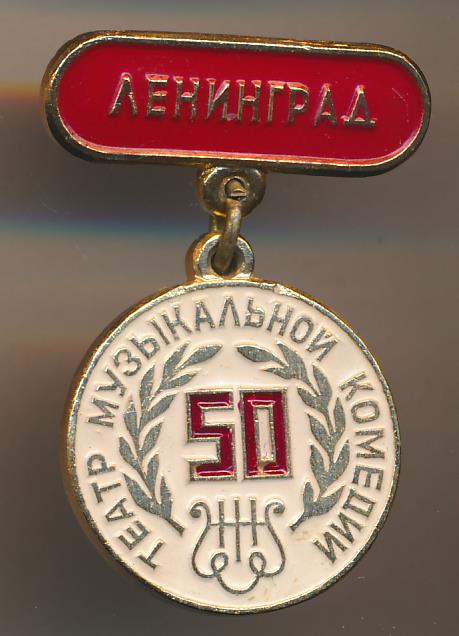 ЛЕНИНГРАД
ТЕАТР МУЗЫКАЛЬНОЙ КОМЕДИИ
50